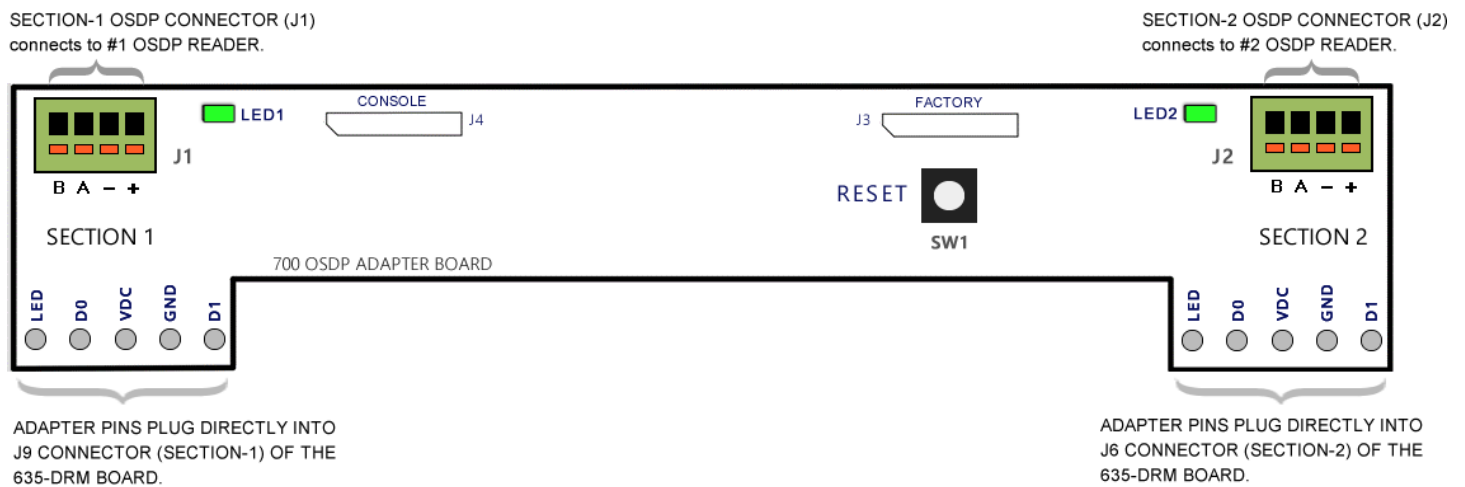 SECTION-1 OSDP CONNECTOR (J1)
connects to #1 OSDP READER.
SECTION-2 OSDP CONNECTOR (J2)
connects to #2 OSDP READER.
LED1
CONSOLE
J4
FACTORY
J3
LED2
J1
J2
B A – +
B A – +
RESET
SW1
SECTION 1
SECTION 2
700 OSDP ADAPTER BOARD
LED
D0
VDC
GND
D1
LED
D0
VDC
GND
D1
ADAPTER PINS PLUG DIRECTLY INTO
J9 CONNECTOR (SECTION-1) OF THE
635-DRM BOARD.
ADAPTER PINS PLUG DIRECTLY INTO
J6 CONNECTOR (SECTION-2) OF THE
635-DRM BOARD.